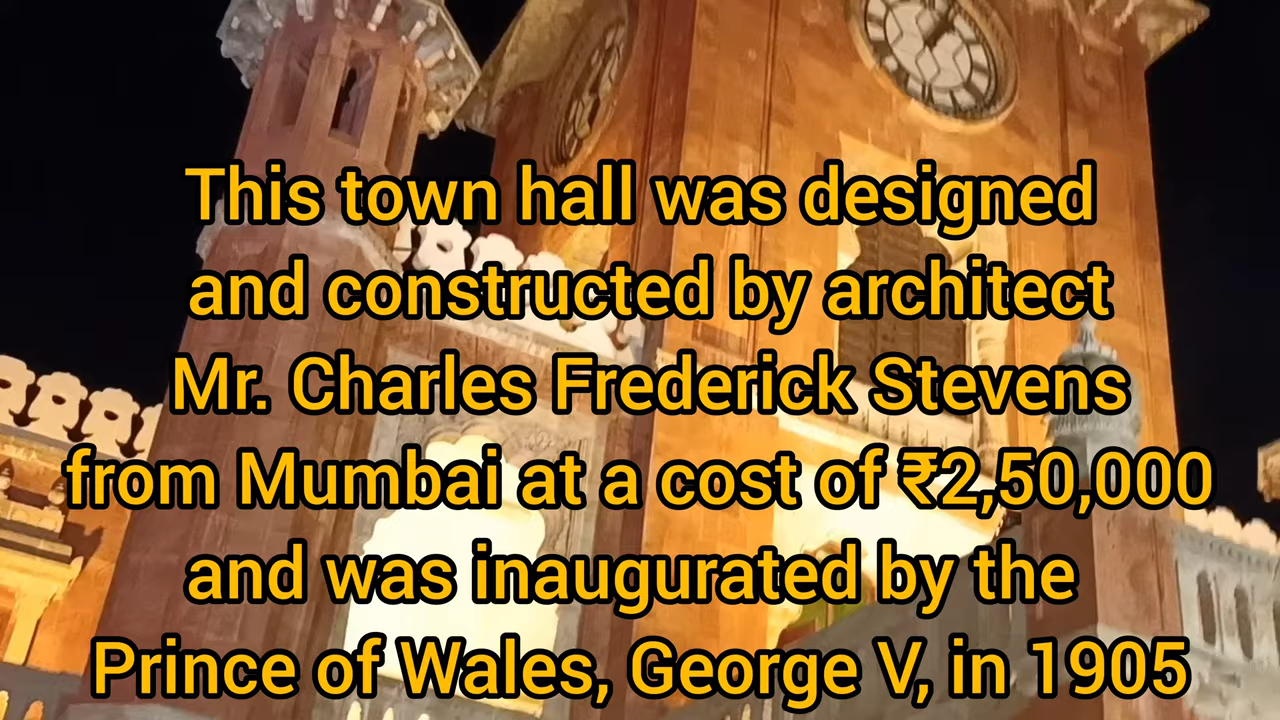 This town hall was designed
and constructed by architect
Mr. Charles Frederick Stevens
from Mumbai at a cost of ₹2,50,000
and was inaugurated by the
Prince of Wales, George V, in 1905